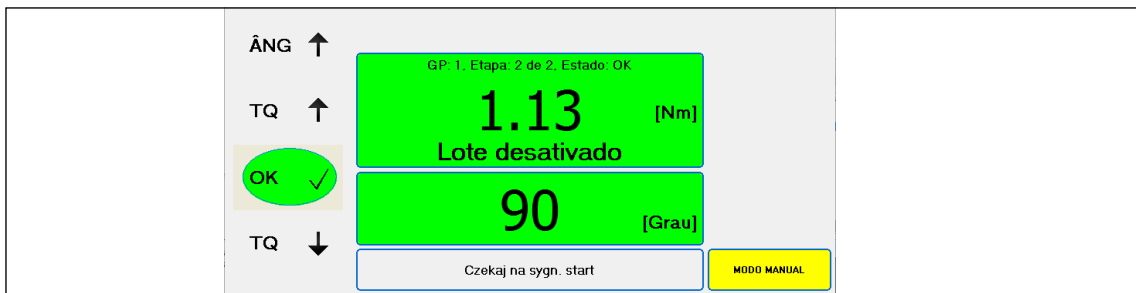 ÂNG ↑
TQ ↑
OK ✓
TQ ↓
GP: 1, Etapa: 2 de 2, Estado: OK
1.13 [Nm]
Lote desativado
90 [Grau]
Czekaj na sygn. start
MODO MANUAL